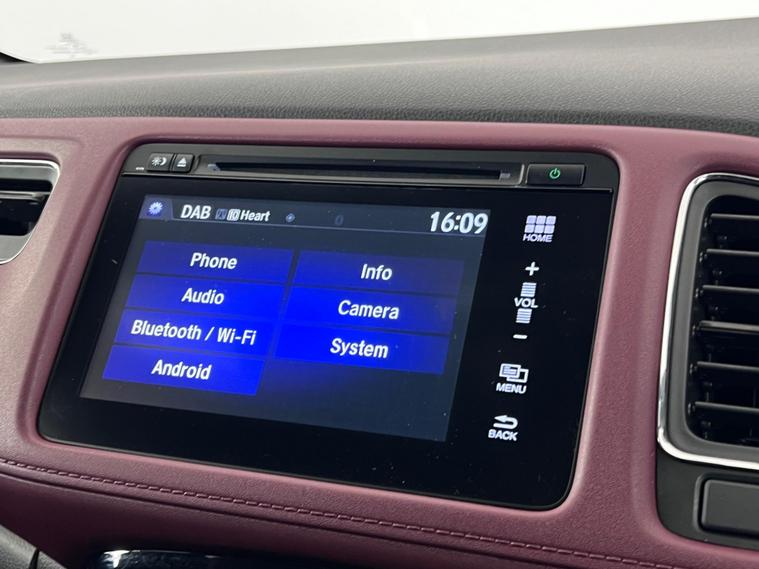 DAB Heart 16:09
Phone
Audio
Bluetooth / Wi-Fi
Android
Info
Camera
System
HOME
+
VOL
−
MENU
BACK